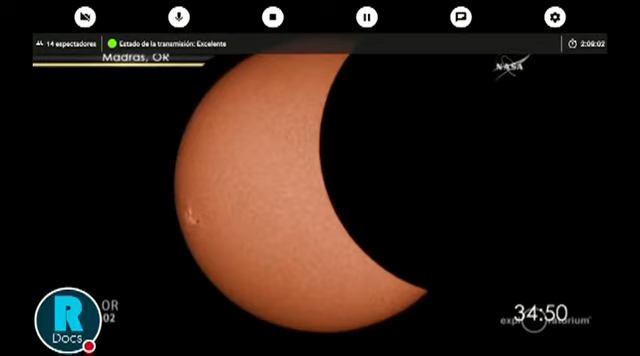 14 espectadores
Estado de la transmisión: Excelente
2:09:02
Madras, OR
NASA
OR
02
R
Docs
34:50
exploratorium